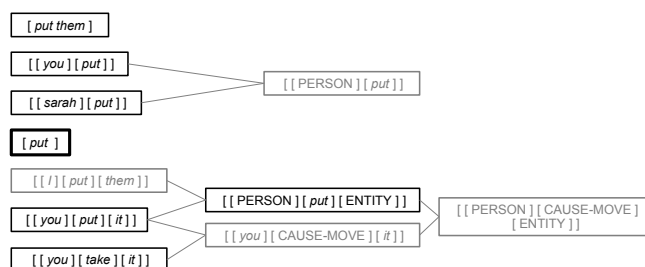 [ put them ]
[ [ you ] [ put ] ]
[ [ PERSON ] [ put ] ]
[ [ sarah ] [ put ] ]
[ put ]
[ [ I ] [ put ] [ them ] ]
[ [ PERSON ] [ put ] [ ENTITY ] ]
[ [ you ] [ put ] [ it ] ]
[ [ you ] [ CAUSE-MOVE ] [ it ] ]
[ [ you ] [ take ] [ it ] ]
[ [ PERSON ] [ CAUSE-MOVE ]
[ ENTITY ] ]